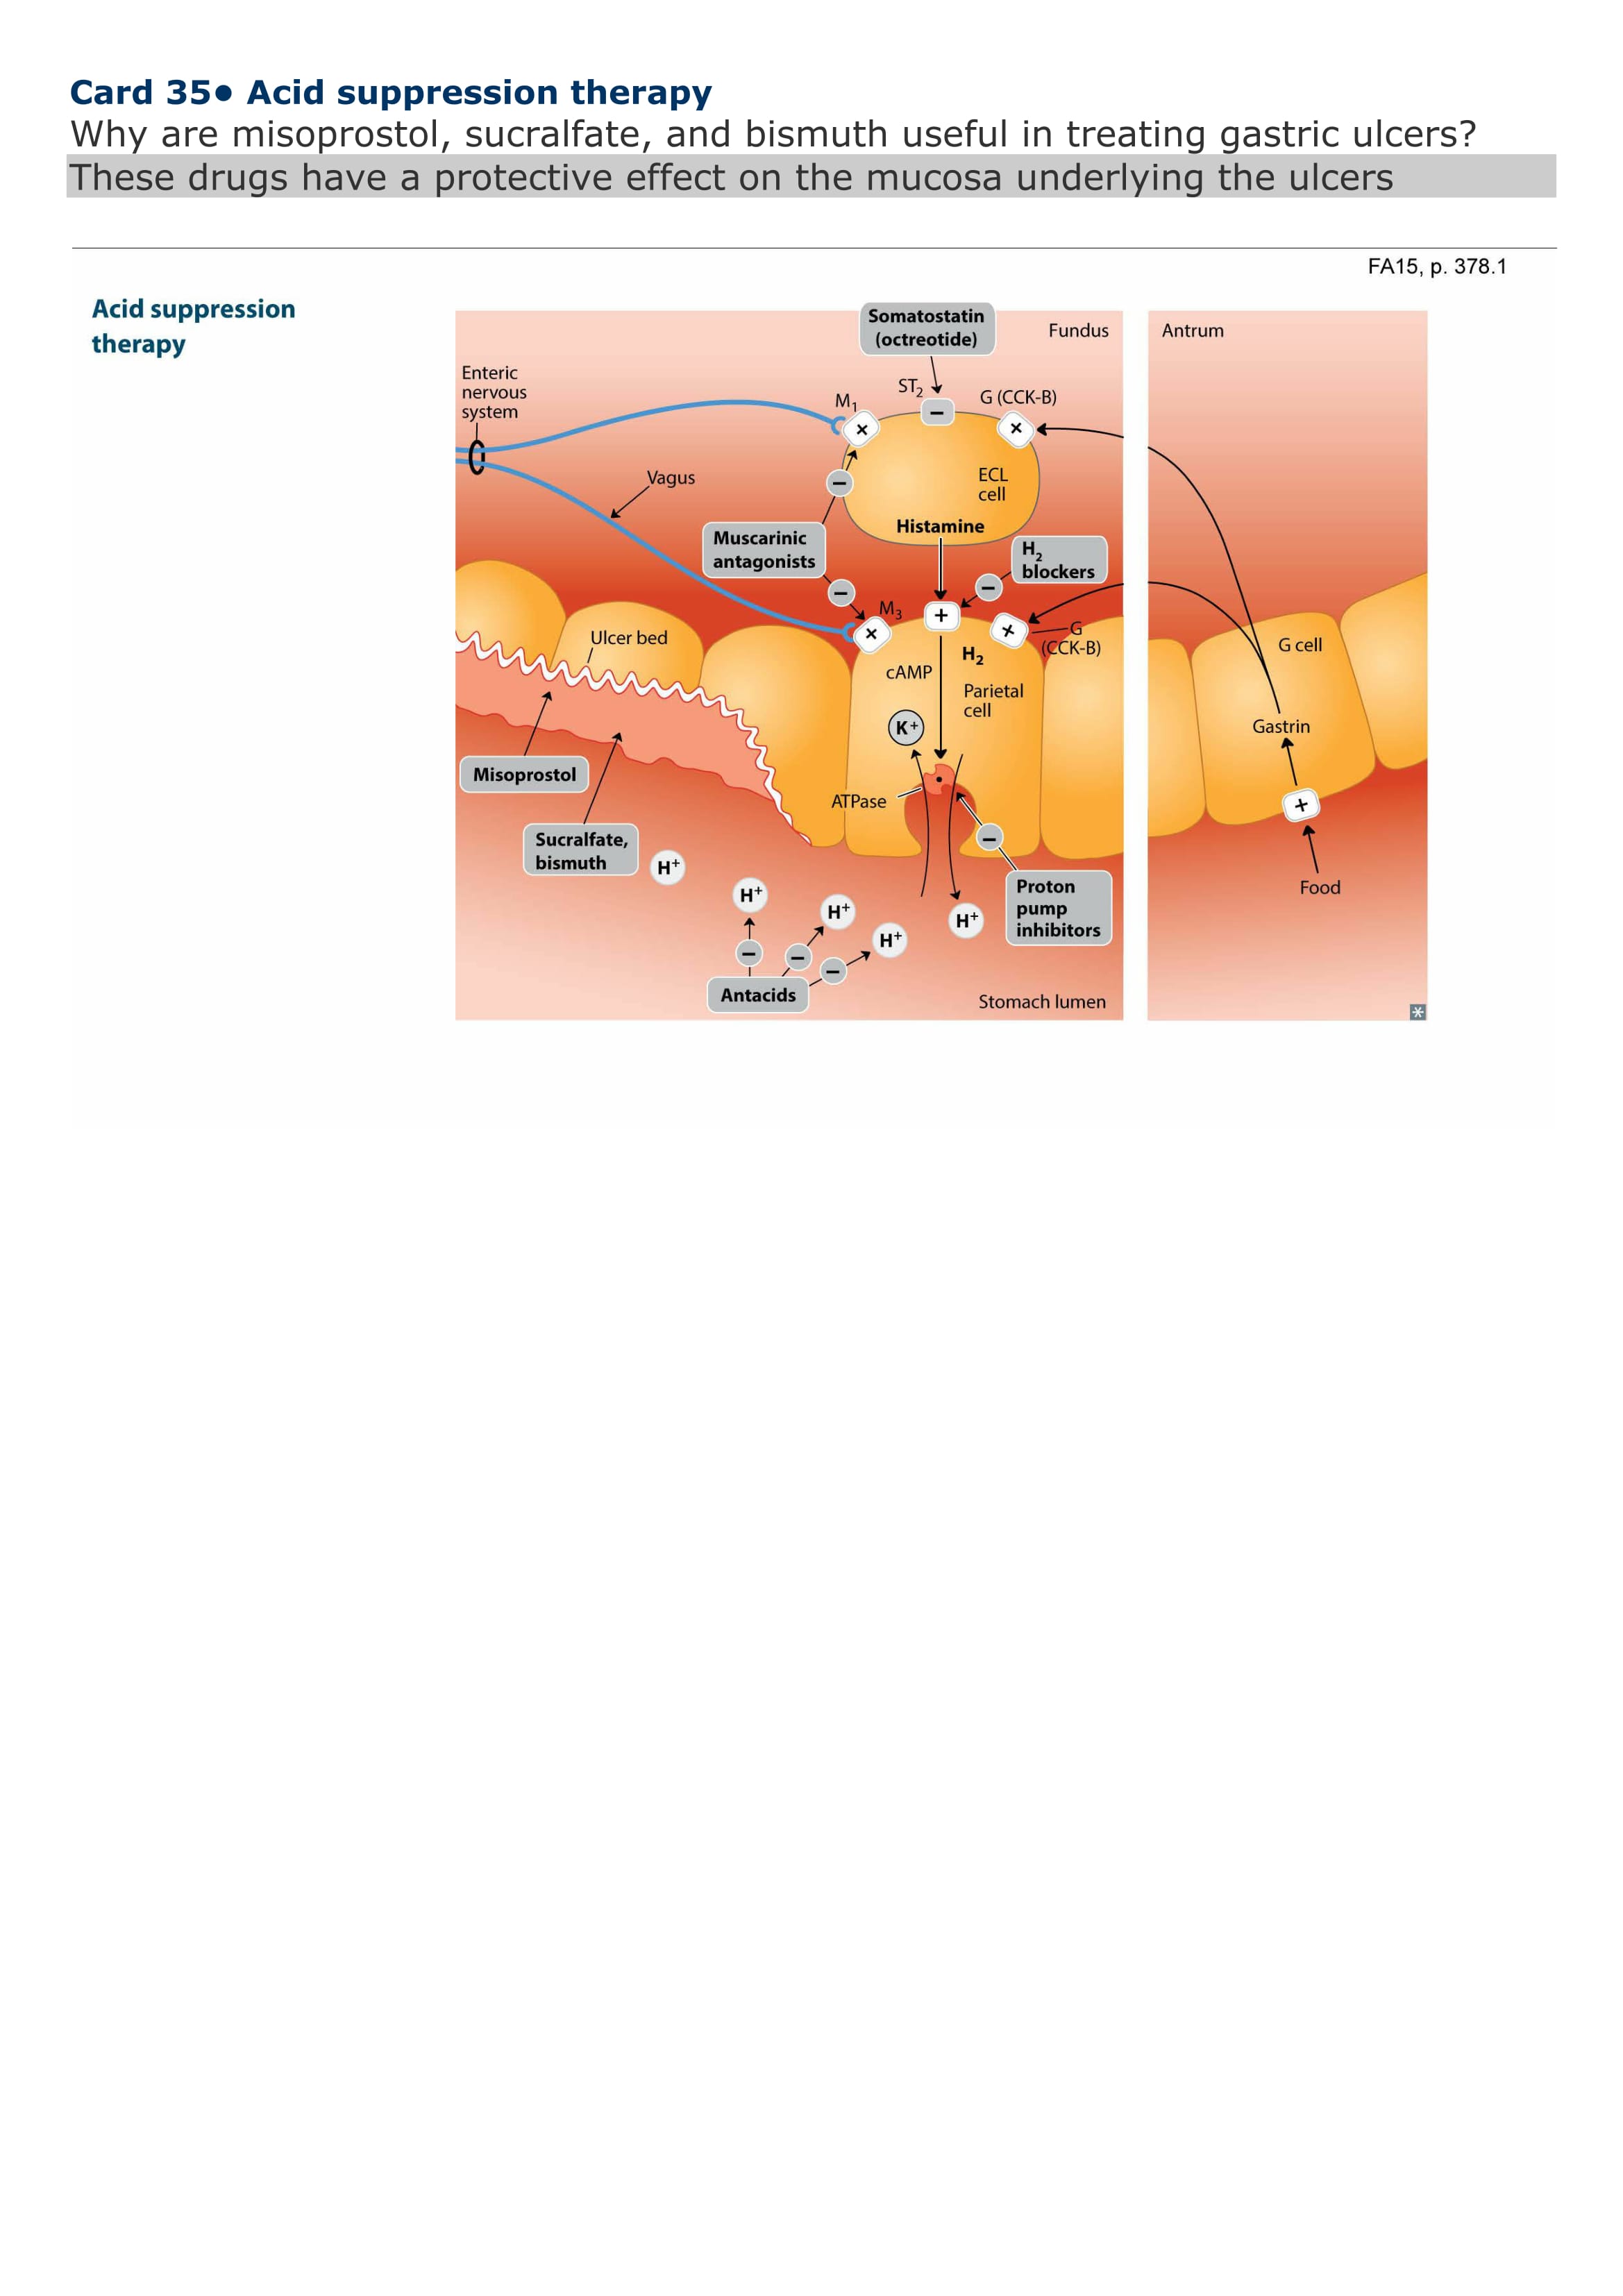 Card 35• Acid suppression therapy
Why are misoprostol, sucralfate, and bismuth useful in treating gastric ulcers?
These drugs have a protective effect on the mucosa underlying the ulcers
FA15, p. 378.1
Acid suppression
therapy
Somatostatin
(octreotide)
Fundus
Antrum
Enteric
nervous
system
ST2
M1
G (CCK-B)
×
−
×
Vagus
−
ECL
cell
Histamine
Muscarinic
antagonists
H2
blockers
−
−
M3
+
×
+
G
(CCK-B)
Ulcer bed
H2
cAMP
Parietal
cell
G cell
K+
Gastrin
Misoprostol
ATPase
+
Sucralfate,
bismuth
−
H+
H+
H+
H+
H+
Proton
pump
inhibitors
Food
−
−
−
Antacids
Stomach lumen